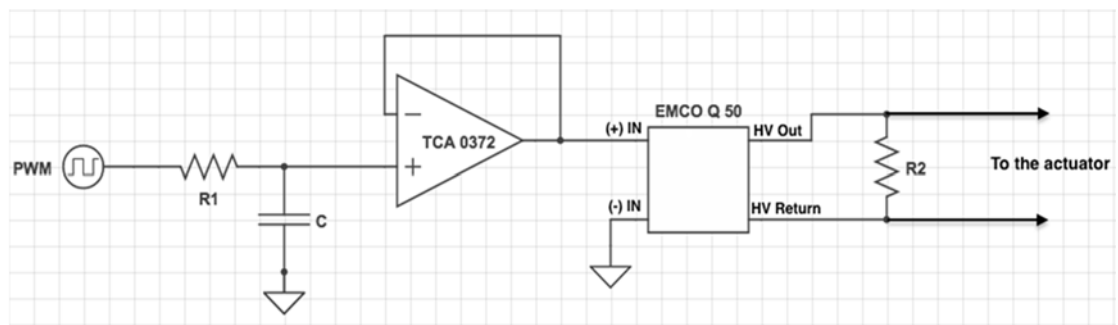 EMCO Q 50
(+) IN
HV Out
TCA 0372
PWM
R1
R2
To the actuator
(-) IN
HV Return
C